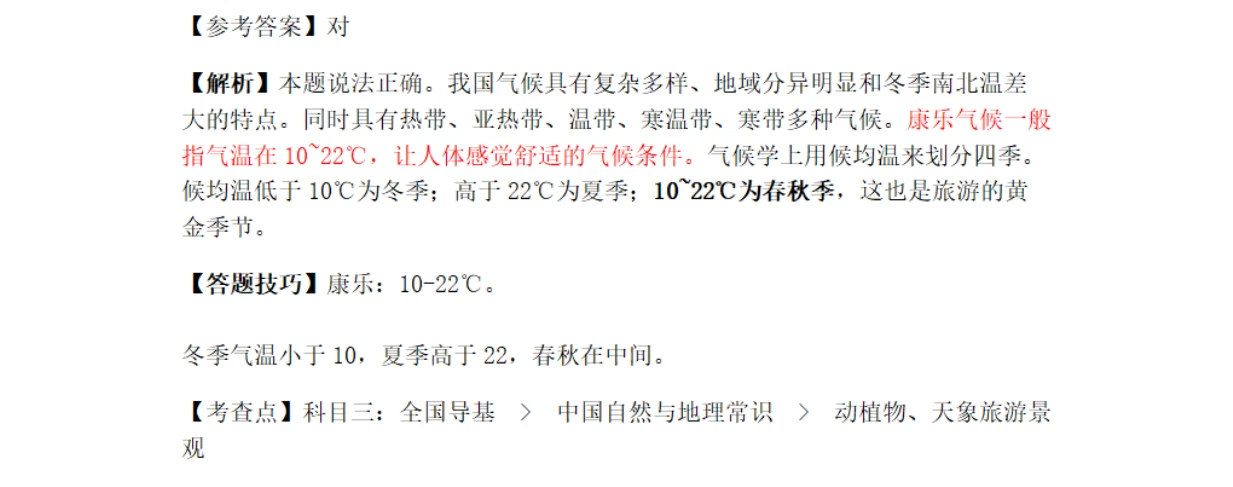 【参考答案】对
【解析】本题说法正确。我国气候具有复杂多样、地域分异明显和冬季南北温差
大的特点。同时具有热带、亚热带、温带、寒温带、寒带多种气候。康乐气候一般
指气温在 10~22℃，让人体感觉舒适的气候条件。气候学上用候均温来划分四季。
候均温低于 10℃为冬季；高于 22℃为夏季；10~22℃为春秋季，这也是旅游的黄
金季节。
【答题技巧】康乐：10-22℃。
冬季气温小于 10，夏季高于 22，春秋在中间。
【考查点】科目三：全国导基 > 中国自然与地理常识 > 动植物、天象旅游景
观